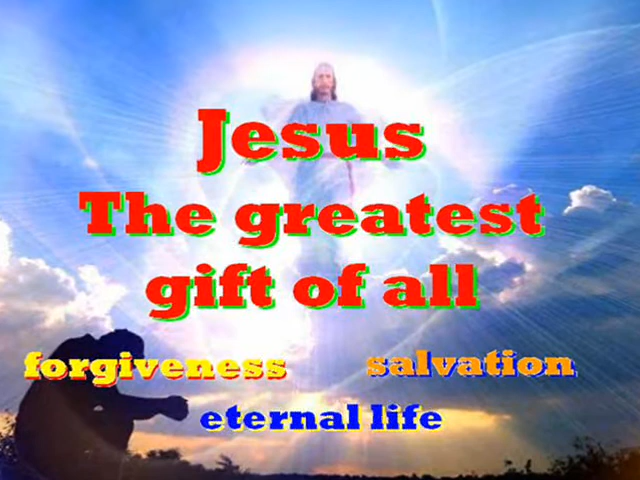 Jesus
The greatest
gift of all
forgiveness salvation
eternal life